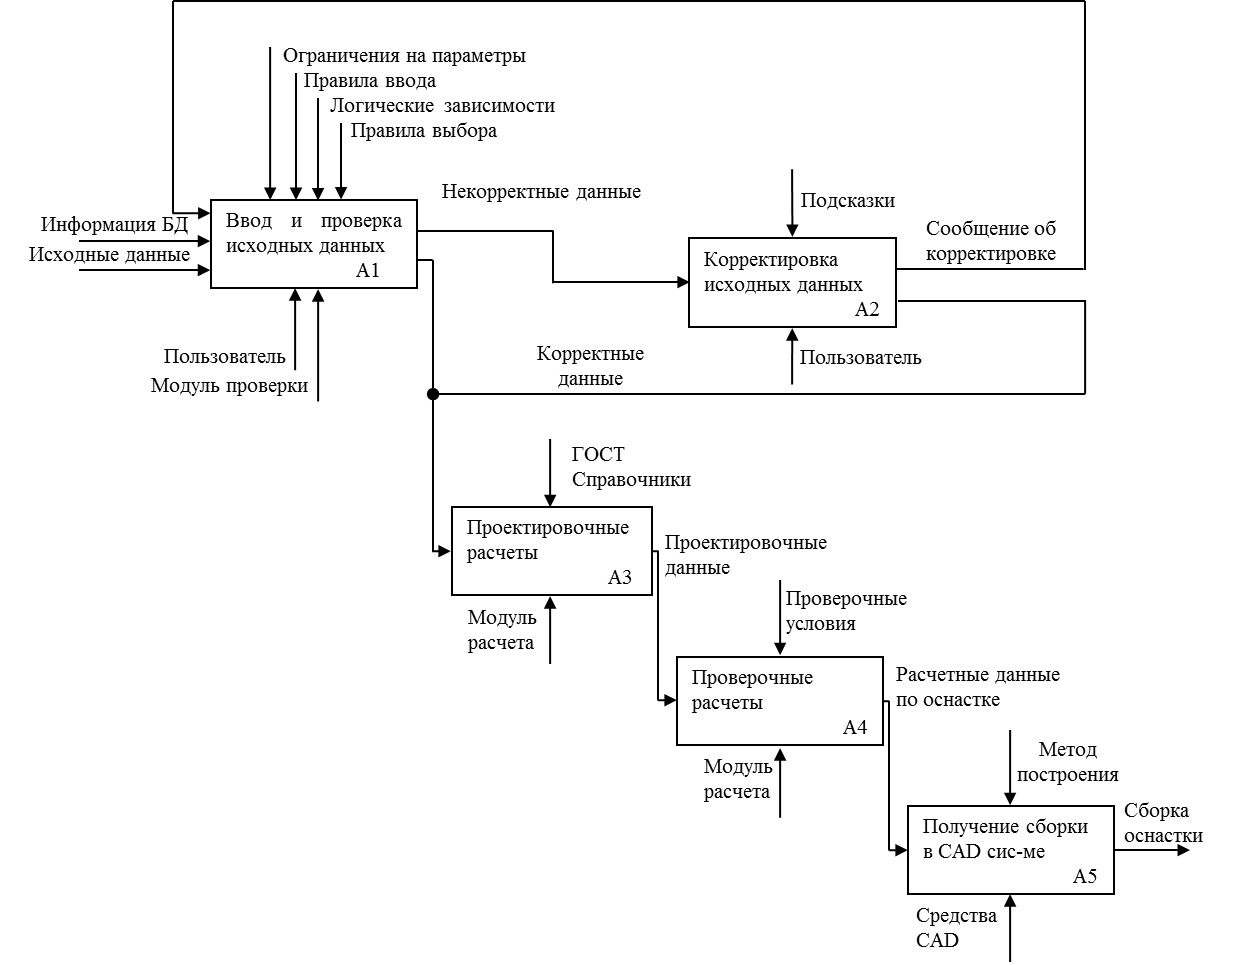 Ограничения на параметры
Правила ввода
Логические зависимости
Правила выбора
Некорректные данные
Подсказки
Информация БД
Исходные данные
Ввод и проверка
исходных данных
А1
Сообщение об
корректировке
Корректировка
исходных данных
А2
Пользователь
Модуль проверки
Корректные
данные
Пользователь
ГОСТ
Справочники
Проектировочные
расчеты
А3
Проектировочные
данные
Модуль
расчета
Проверочные
условия
Проверочные
расчеты
А4
Расчетные данные
по оснастке
Модуль
расчета
Метод
построения
Получение сборки
в CAD сис-ме
А5
Сборка
оснастки
Средства
CAD